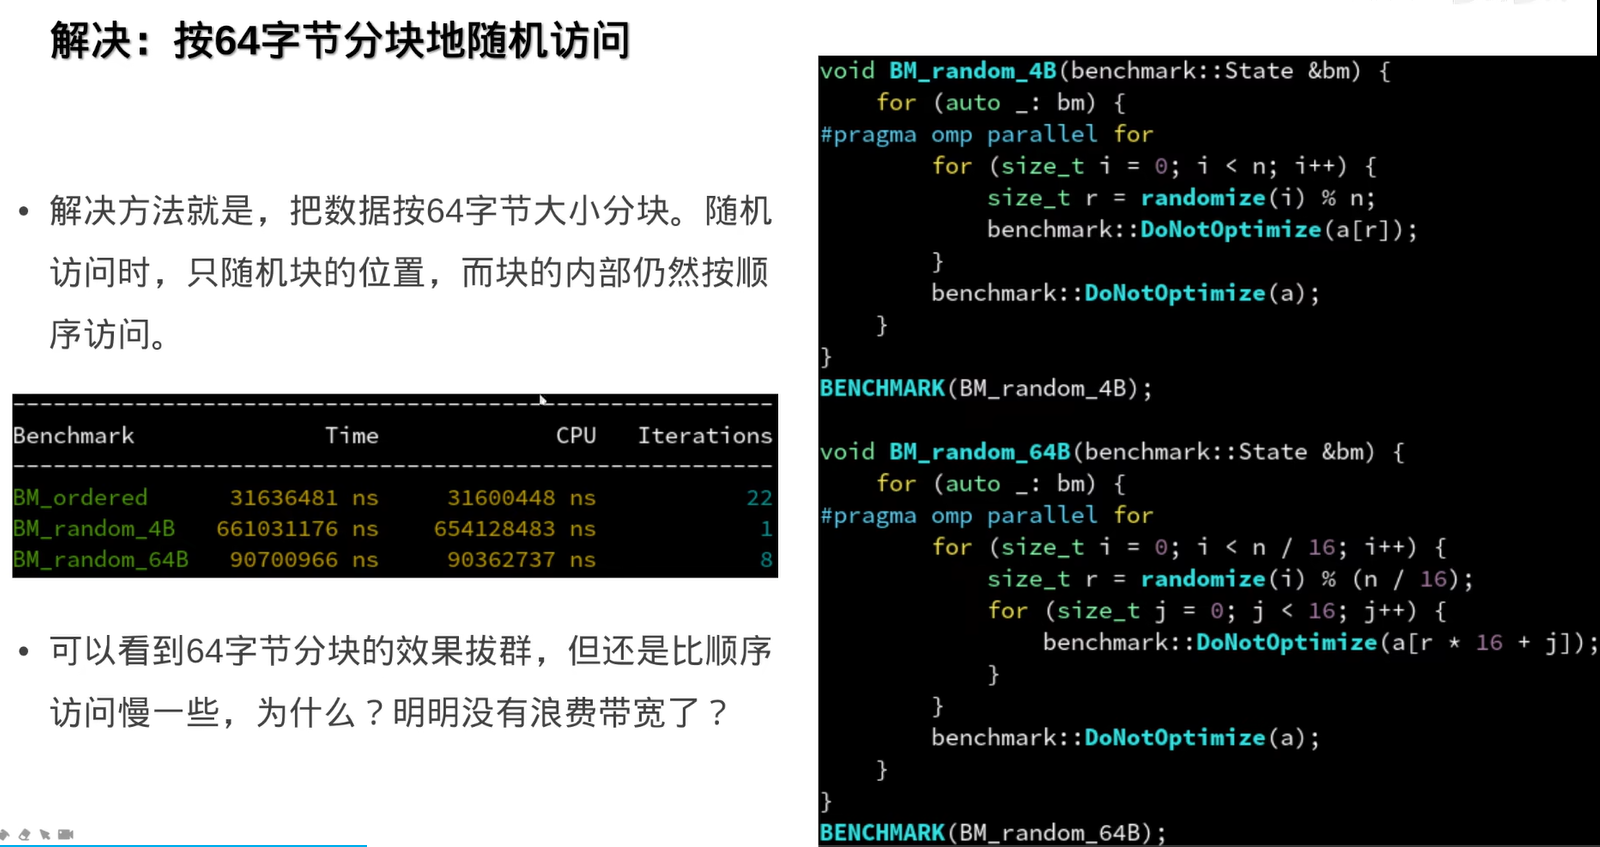 解决：按64字节分块地随机访问
• 解决方法就是，把数据按64字节大小分块。随机
访问时，只随机块的位置，而块的内部仍然按顺
序访问。
---------------------------------------------------------
Benchmark Time CPU Iterations
---------------------------------------------------------
BM_ordered 31636481 ns 31600448 ns 22
BM_random_4B 661031176 ns 654128483 ns 1
BM_random_64B 90700966 ns 90362737 ns 8
• 可以看到64字节分块的效果拔群，但还是比顺序
访问慢一些，为什么？明明没有浪费带宽了？
void BM_random_4B(benchmark::State &bm) {
    for (auto _: bm) {
#pragma omp parallel for
        for (size_t i = 0; i < n; i++) {
            size_t r = randomize(i) % n;
            benchmark::DoNotOptimize(a[r]);
        }
        benchmark::DoNotOptimize(a);
    }
}
BENCHMARK(BM_random_4B);
void BM_random_64B(benchmark::State &bm) {
    for (auto _: bm) {
#pragma omp parallel for
        for (size_t i = 0; i < n / 16; i++) {
            size_t r = randomize(i) % (n / 16);
            for (size_t j = 0; j < 16; j++) {
                benchmark::DoNotOptimize(a[r * 16 + j]);
            }
        }
        benchmark::DoNotOptimize(a);
    }
}
BENCHMARK(BM_random_64B);